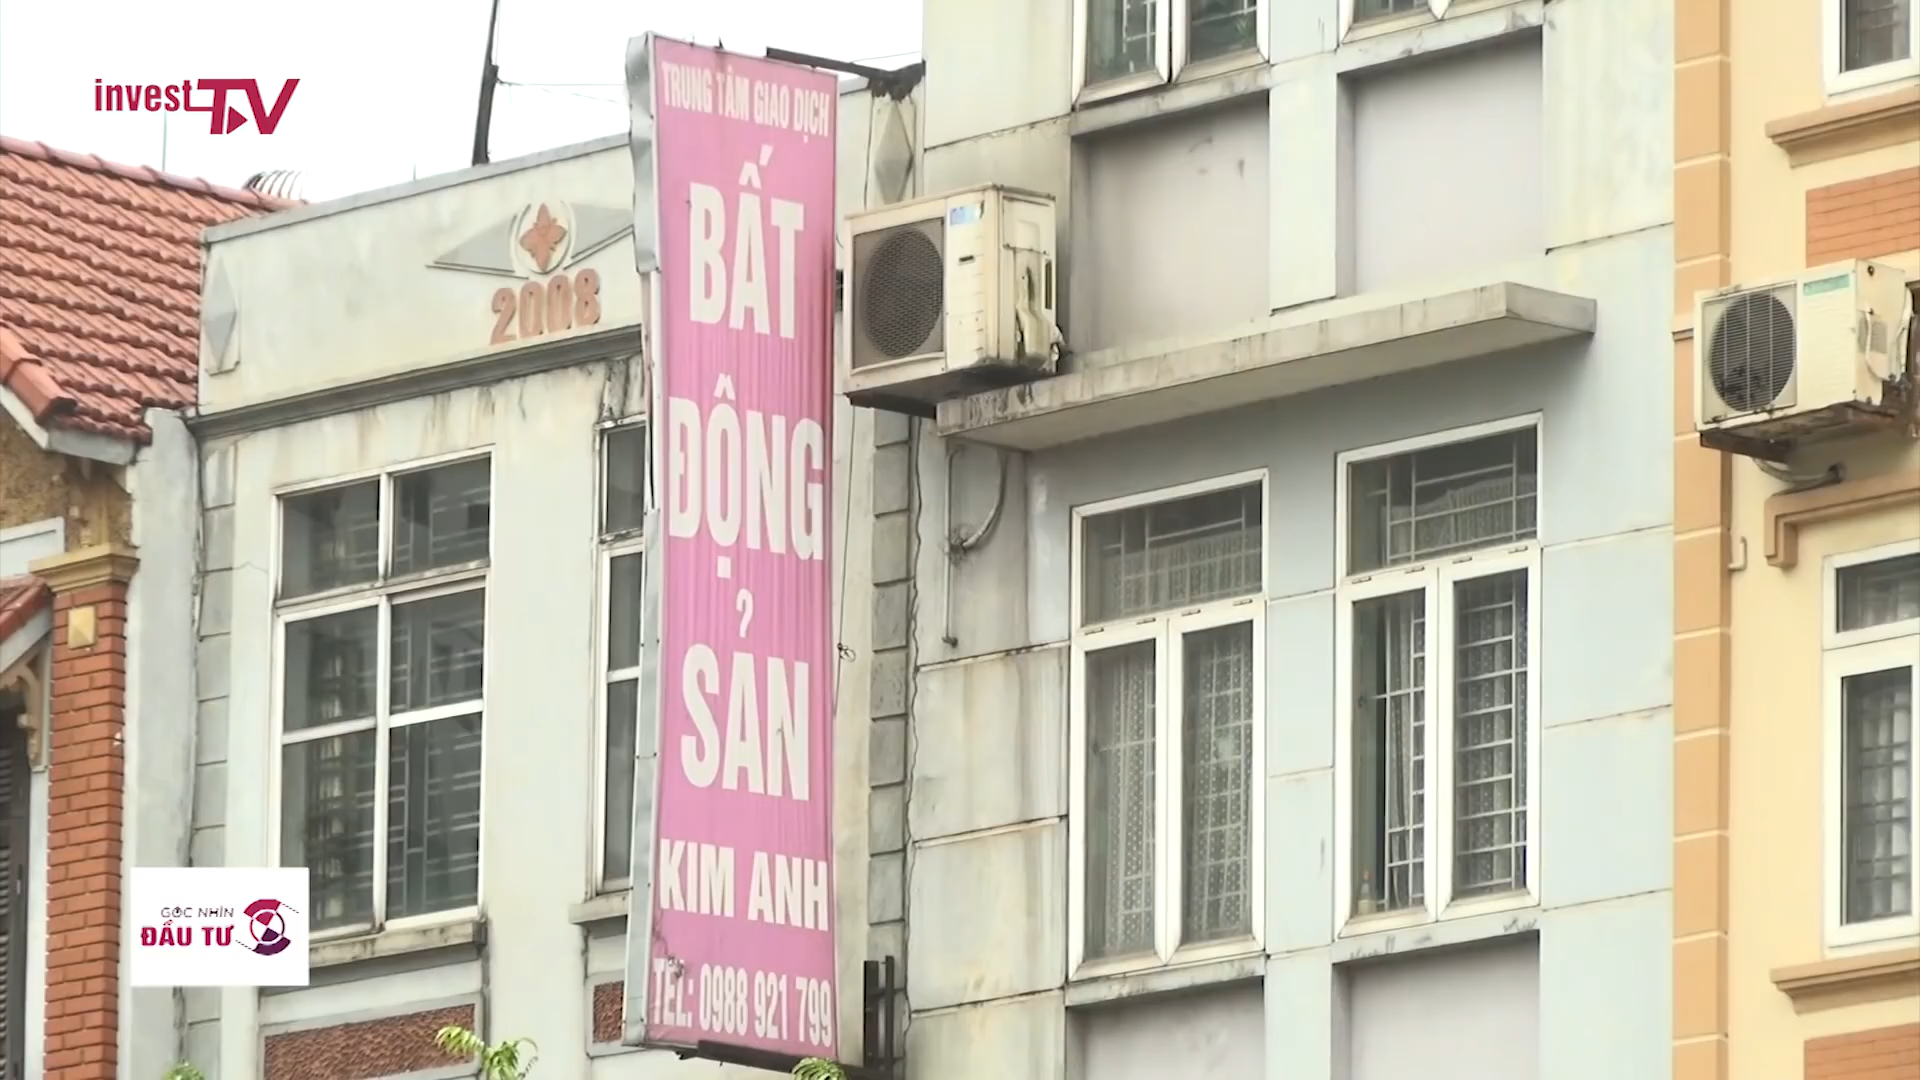 investTV
TRUNG TÂM GIAO DỊCH
BẤT
ĐỘNG
SẢN
KIM ANH
TEL: 0988 921 799
2008
GÓC NHÌN
ĐẦU TƯ